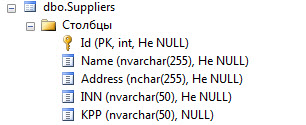 dbo.Suppliers
Столбцы
Id (PK, int, Не NULL)
Name (nvarchar(255), Не NULL)
Address (nchar(255), Не NULL)
INN (nvarchar(50), Не NULL)
KPP (nvarchar(50), NULL)